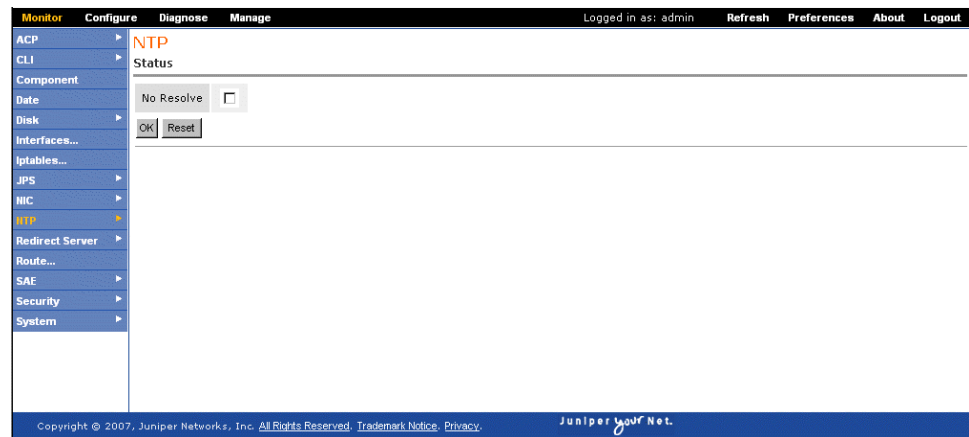 Monitor Configure Diagnose Manage Logged in as: admin Refresh Preferences About Logout
ACP
CLI
Component
Date
Disk
Interfaces...
Iptables...
JPS
NIC
NTP
Redirect Server
Route...
SAE
Security
System
NTP
Status
No Resolve
OK Reset
Copyright © 2007, Juniper Networks, Inc. All Rights Reserved. Trademark Notice. Privacy.
Juniper your Net.